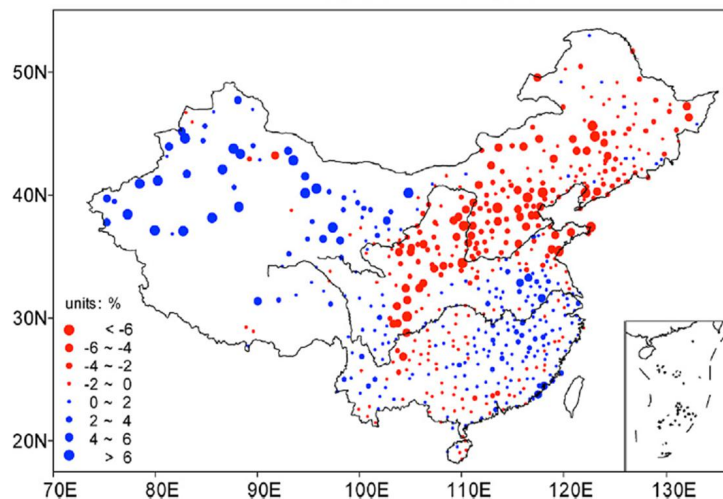 50N
40N
30N
20N
units: %
< -6
-6 ~ -4
-4 ~ -2
-2 ~ 0
0 ~ 2
2 ~ 4
4 ~ 6
> 6
70E 80E 90E 100E 110E 120E 130E